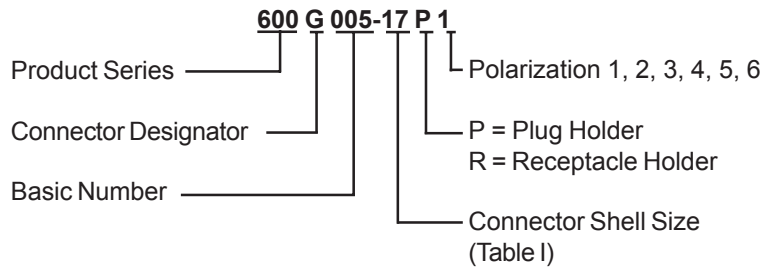 600 G 005-17 P 1
Product Series
Polarization 1, 2, 3, 4, 5, 6
Connector Designator
P = Plug Holder
R = Receptacle Holder
Basic Number
Connector Shell Size
(Table I)